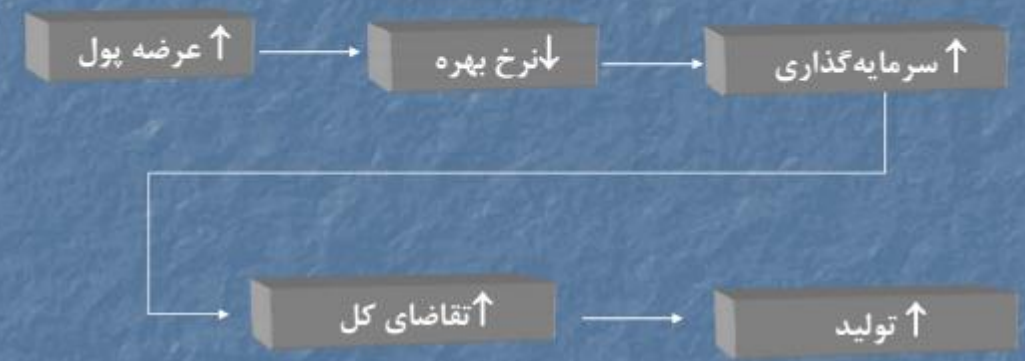 ↑ عرضه پول
↓نرخ بهره
↑ سرمایه‌گذاری
↑تقاضای کل
↑ تولید